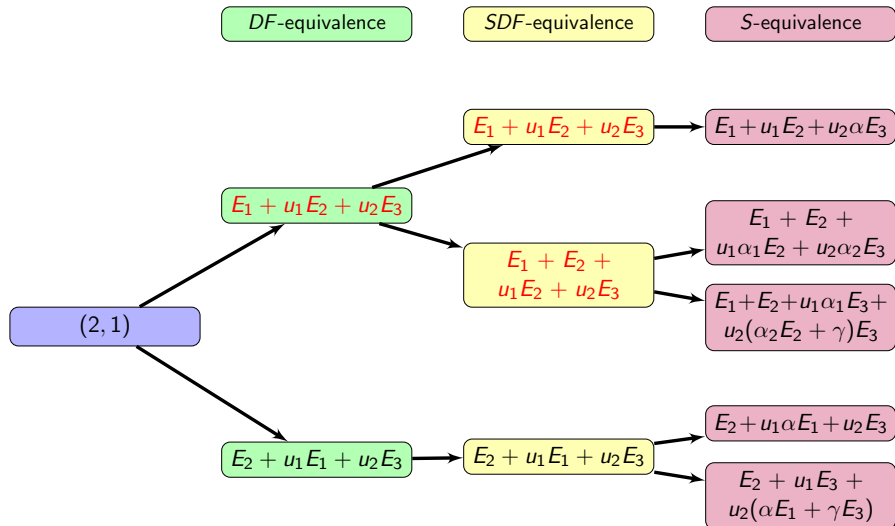 DF-equivalence
SDF-equivalence
S-equivalence
E₁ + u₁E₂ + u₂E₃
E₁ + u₁E₂ + u₂αE₃
E₁ + u₁E₂ + u₂E₃
E₁ + E₂ +
u₁α₁E₂ + u₂α₂E₃
E₁ + E₂ +
u₁E₂ + u₂E₃
E₁+E₂+u₁α₁E₃+
u₂(α₂E₂ + γ)E₃
(2, 1)
E₂+u₁αE₁+u₂E₃
E₂ + u₁E₁ + u₂E₃
E₂ + u₁E₁ + u₂E₃
E₂ + u₁E₃ +
u₂(αE₁ + γE₃)